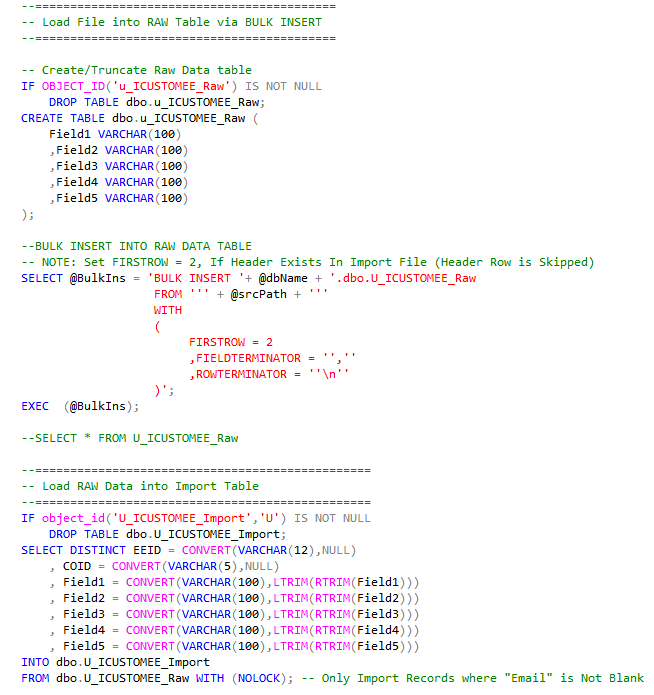 --===========================================
-- Load File into RAW Table via BULK INSERT
--===========================================
-- Create/Truncate Raw Data table
IF OBJECT_ID('u_ICUSTOMEE_Raw') IS NOT NULL
    DROP TABLE dbo.u_ICUSTOMEE_Raw;
CREATE TABLE dbo.u_ICUSTOMEE_Raw (
    Field1 VARCHAR(100)
    ,Field2 VARCHAR(100)
    ,Field3 VARCHAR(100)
    ,Field4 VARCHAR(100)
    ,Field5 VARCHAR(100)
);
--BULK INSERT INTO RAW DATA TABLE
-- NOTE: Set FIRSTROW = 2, If Header Exists In Import File (Header Row is Skipped)
SELECT @BulkIns = 'BULK INSERT '+ @dbName + '.dbo.U_ICUSTOMEE_Raw
                   FROM ''' + @srcPath + '''
                   WITH
                   (
                        FIRSTROW = 2
                        ,FIELDTERMINATOR = '',''
                        ,ROWTERMINATOR = ''\n''
                   )';
EXEC  (@BulkIns);
--SELECT * FROM U_ICUSTOMEE_Raw
--================================================
-- Load RAW Data into Import Table
--================================================
IF object_id('U_ICUSTOMEE_Import','U') IS NOT NULL
    DROP TABLE dbo.U_ICUSTOMEE_Import;
SELECT DISTINCT EEID = CONVERT(VARCHAR(12),NULL)
    , COID = CONVERT(VARCHAR(5),NULL)
    , Field1 = CONVERT(VARCHAR(100),LTRIM(RTRIM(Field1)))
    , Field2 = CONVERT(VARCHAR(100),LTRIM(RTRIM(Field2)))
    , Field3 = CONVERT(VARCHAR(100),LTRIM(RTRIM(Field3)))
    , Field4 = CONVERT(VARCHAR(100),LTRIM(RTRIM(Field4)))
    , Field5 = CONVERT(VARCHAR(100),LTRIM(RTRIM(Field5)))
INTO dbo.U_ICUSTOMEE_Import
FROM dbo.U_ICUSTOMEE_Raw WITH (NOLOCK); -- Only Import Records where "Email" is Not Blank